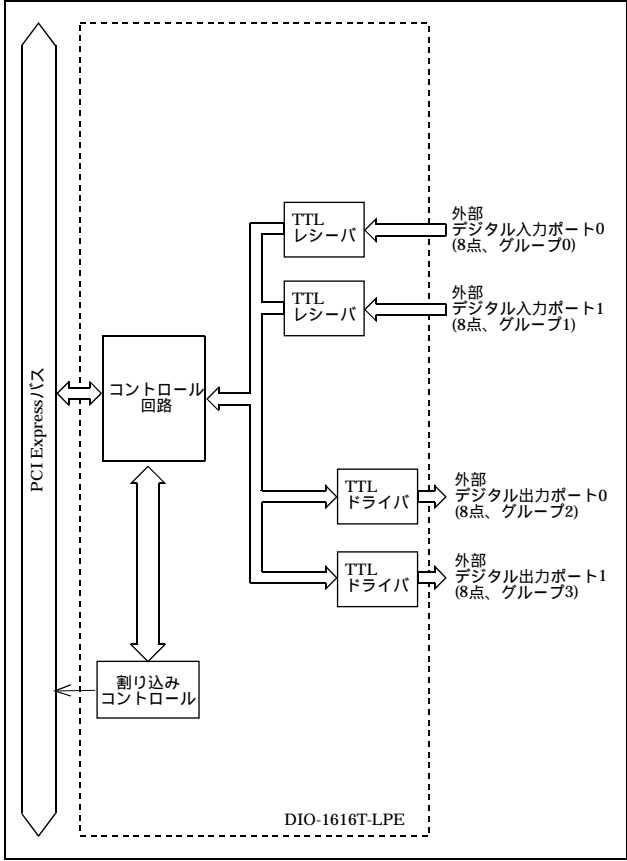 TTL
レシーバ
外部
デジタル入力ポート0
(8点、グループ0)
TTL
レシーバ
外部
デジタル入力ポート1
(8点、グループ1)
PCI Expressバス
コントロール
回路
TTL
ドライバ
外部
デジタル出力ポート0
(8点、グループ2)
TTL
ドライバ
外部
デジタル出力ポート1
(8点、グループ3)
割り込み
コントロール
DIO-1616T-LPE